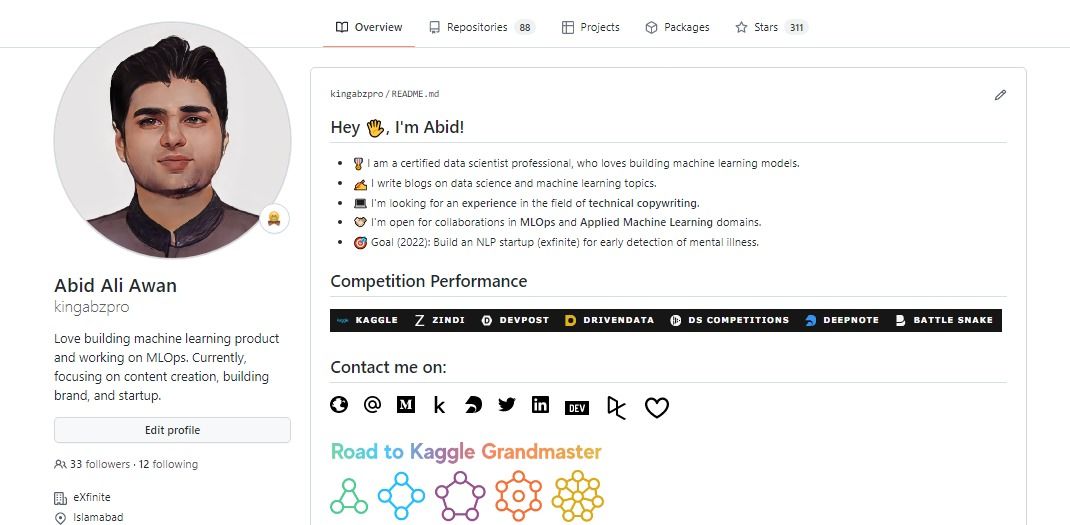 Overview Repositories 88 Projects Packages Stars 311
kingabzpro / README.md
Hey 🖐, I'm Abid!
🎖 I am a certified data scientist professional, who loves building machine learning models.
✍ I write blogs on data science and machine learning topics.
💻 I'm looking for an experience in the field of technical copywriting.
🤝 I'm open for collaborations in MLOps and Applied Machine Learning domains.
🎯 Goal (2022): Build an NLP startup (exfinite) for early detection of mental illness.
Competition Performance
kaggle KAGGLE Z ZINDI D DEVPOST D DRIVENDATA DS COMPETITIONS DEEPNOTE BATTLE SNAKE
Contact me on:
@ M k in DEV
Road to Kaggle Grandmaster
Abid Ali Awan
kingabzpro
Love building machine learning product
and working on MLOps. Currently,
focusing on content creation, building
brand, and startup.
Edit profile
33 followers · 12 following
eXfinite
Islamabad